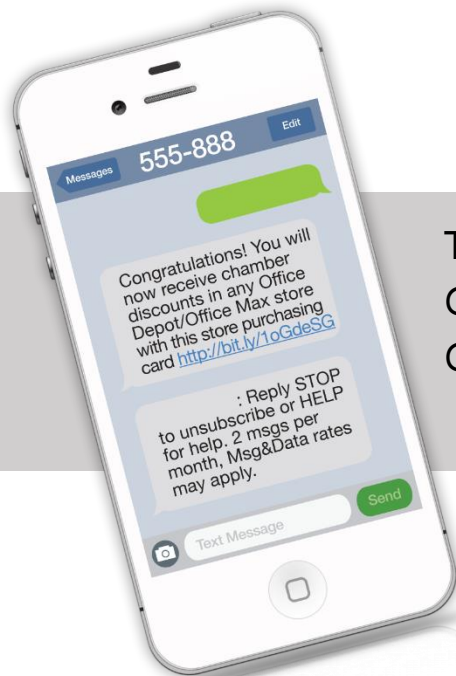 Messages
555-888
Edit
Congratulations! You will
now receive chamber
discounts in any Office
Depot/Office Max store
with this store purchasing
card http://bit.ly/1oGdeSG
: Reply STOP
to unsubscribe or HELP
for help. 2 msgs per
month, Msg&Data rates
may apply.
Text Message
Send